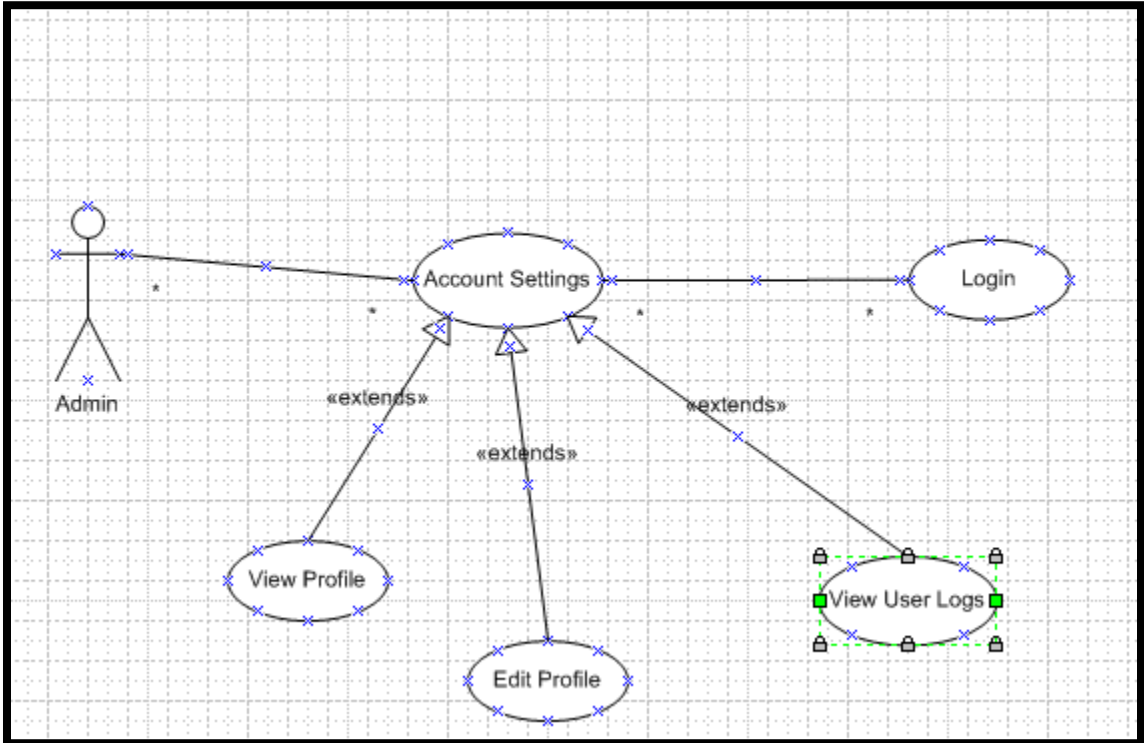 Account Settings
Login
*
*
*
*
Admin
«extends»
«extends»
«extends»
View Profile
View User Logs
Edit Profile